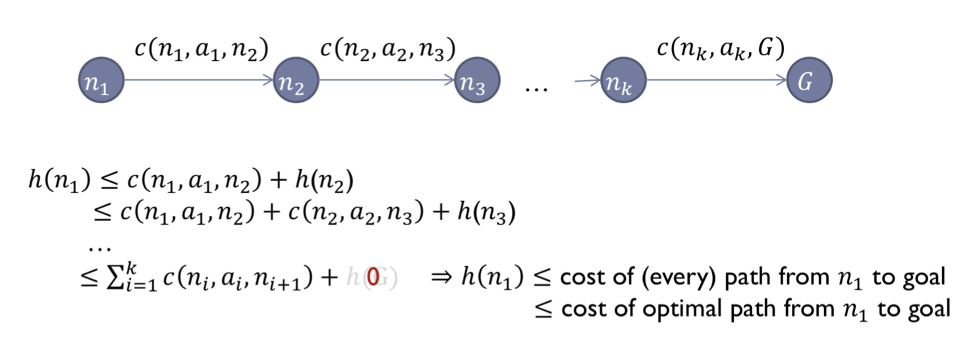 c(n₁, a₁, n₂) c(n₂, a₂, n₃) c(nₖ, aₖ, G)
n₁ n₂ n₃ ... nₖ G
h(n₁) ≤ c(n₁, a₁, n₂) + h(n₂)
≤ c(n₁, a₁, n₂) + c(n₂, a₂, n₃) + h(n₃)
...
≤ ∑ᵢ₌₁ᵏ c(nᵢ, aᵢ, nᵢ₊₁) + h(G) 0 ⇒ h(n₁) ≤ cost of (every) path from n₁ to goal
≤ cost of optimal path from n₁ to goal